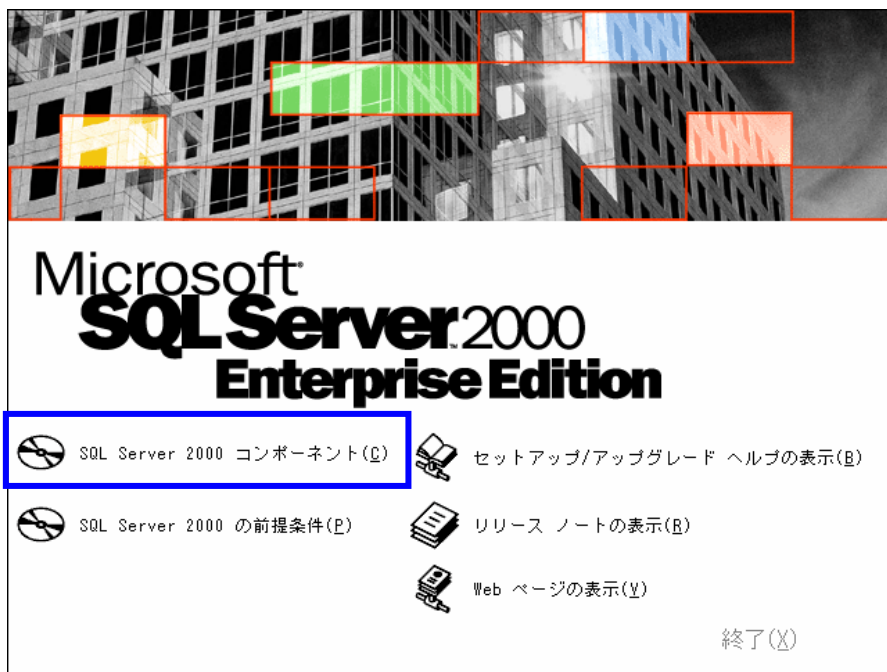 Microsoft®
SQL Server™ 2000
Enterprise Edition
SQL Server 2000 コンポーネント(C)
セットアップ/アップグレード ヘルプの表示(B)
SQL Server 2000 の前提条件(P)
リリース ノートの表示(R)
Web ページの表示(V)
終了(X)